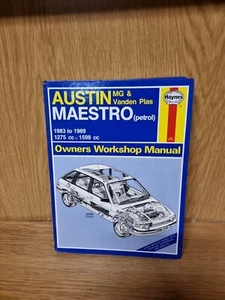 AUSTIN MG & Vanden Plas
MAESTRO (petrol)
1983 to 1989
1275 cc - 1598 cc
Haynes
Owners Workshop Manual